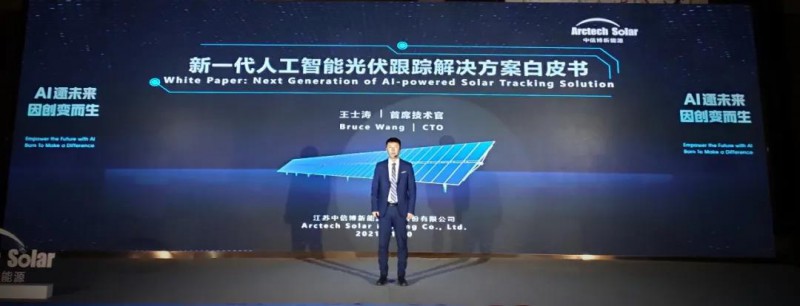 Arctech Solar
中信博新能源
新一代人工智能光伏跟踪解决方案白皮书
White Paper: Next Generation of AI-powered Solar Tracking Solution
AI遇未来
因创变而生
Empower the Future with AI
Born To Make a Difference
王士涛 | 首席技术官
Bruce Wang | CTO
AI遇未来
因创变而生
Empower the Future with AI
Born To Make a Difference
江苏中信博新能 份有限公司
Arctech Solar Co., Ltd.
Solar
能源